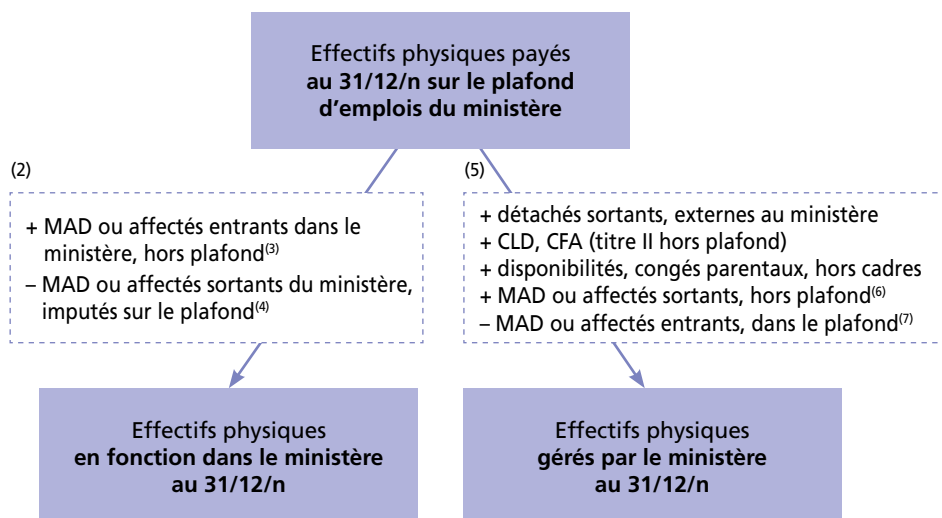 Effectifs physiques payés
au 31/12/n sur le plafond
d'emplois du ministère
(2)
+ MAD ou affectés entrants dans le
ministère, hors plafond(3)
– MAD ou affectés sortants du ministère,
imputés sur le plafond(4)
(5)
+ détachés sortants, externes au ministère
+ CLD, CFA (titre II hors plafond)
+ disponibilités, congés parentaux, hors cadres
+ MAD ou affectés sortants, hors plafond(6)
– MAD ou affectés entrants, dans le plafond(7)
Effectifs physiques
en fonction dans le ministère
au 31/12/n
Effectifs physiques
gérés par le ministère
au 31/12/n